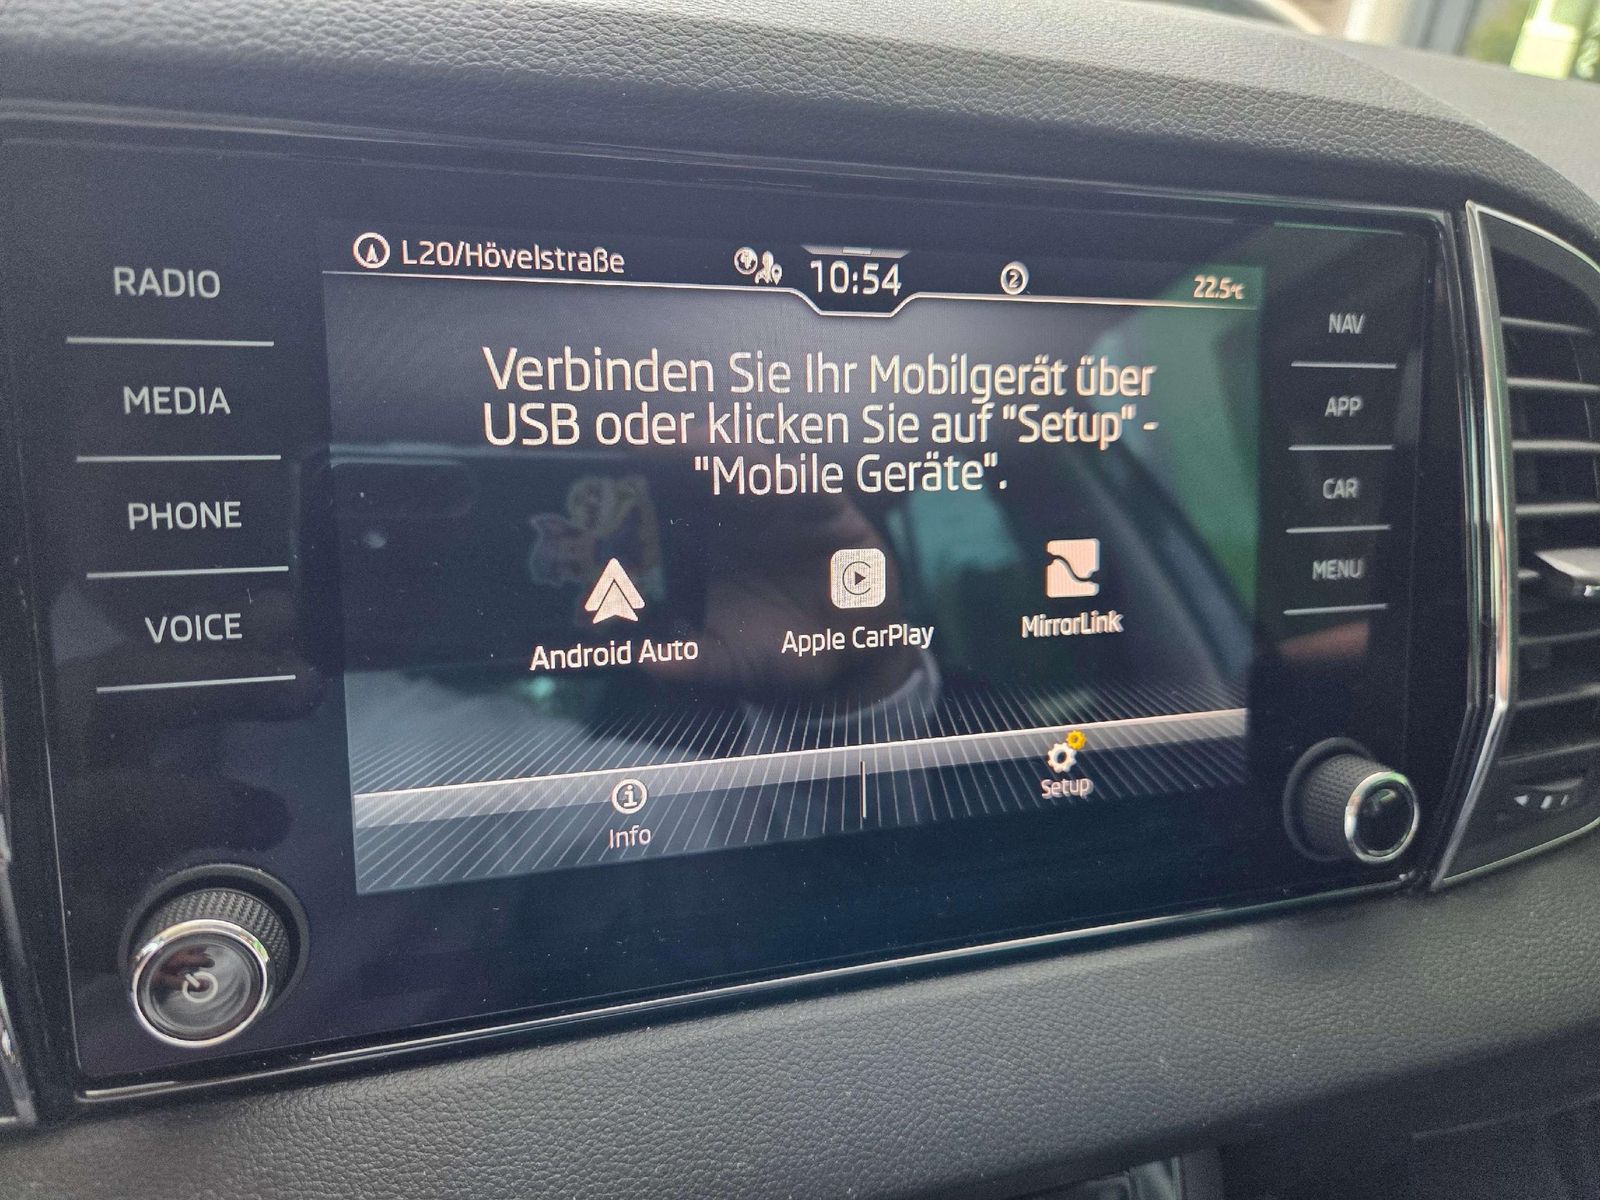 L20/Hövelstraße
10:54
2
22.5°C
RADIO
MEDIA
PHONE
VOICE
Verbinden Sie Ihr Mobilgerät über
USB oder klicken Sie auf "Setup" -
"Mobile Geräte".
Android Auto
Apple CarPlay
MirrorLink
Info
Setup
NAV
APP
CAR
MENU